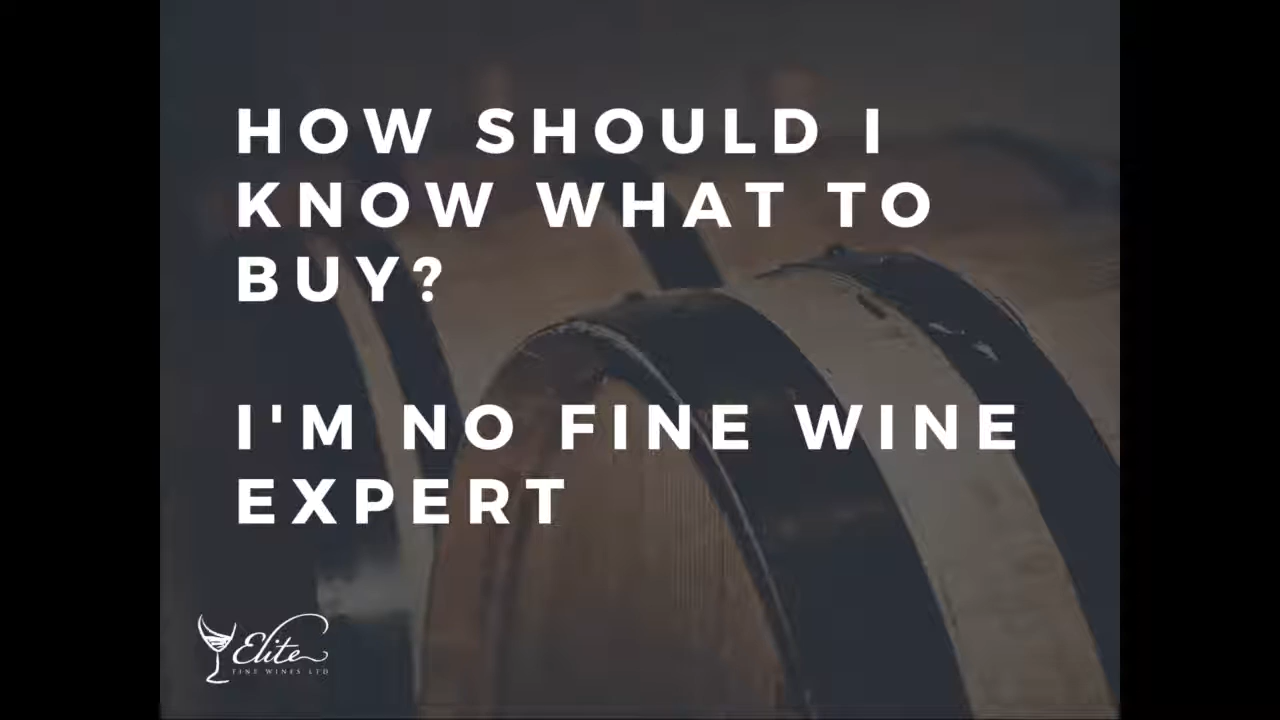 HOW SHOULD I
KNOW WHAT TO
BUY?
I'M NO FINE WINE
EXPERT
Elite
FINE WINES LTD